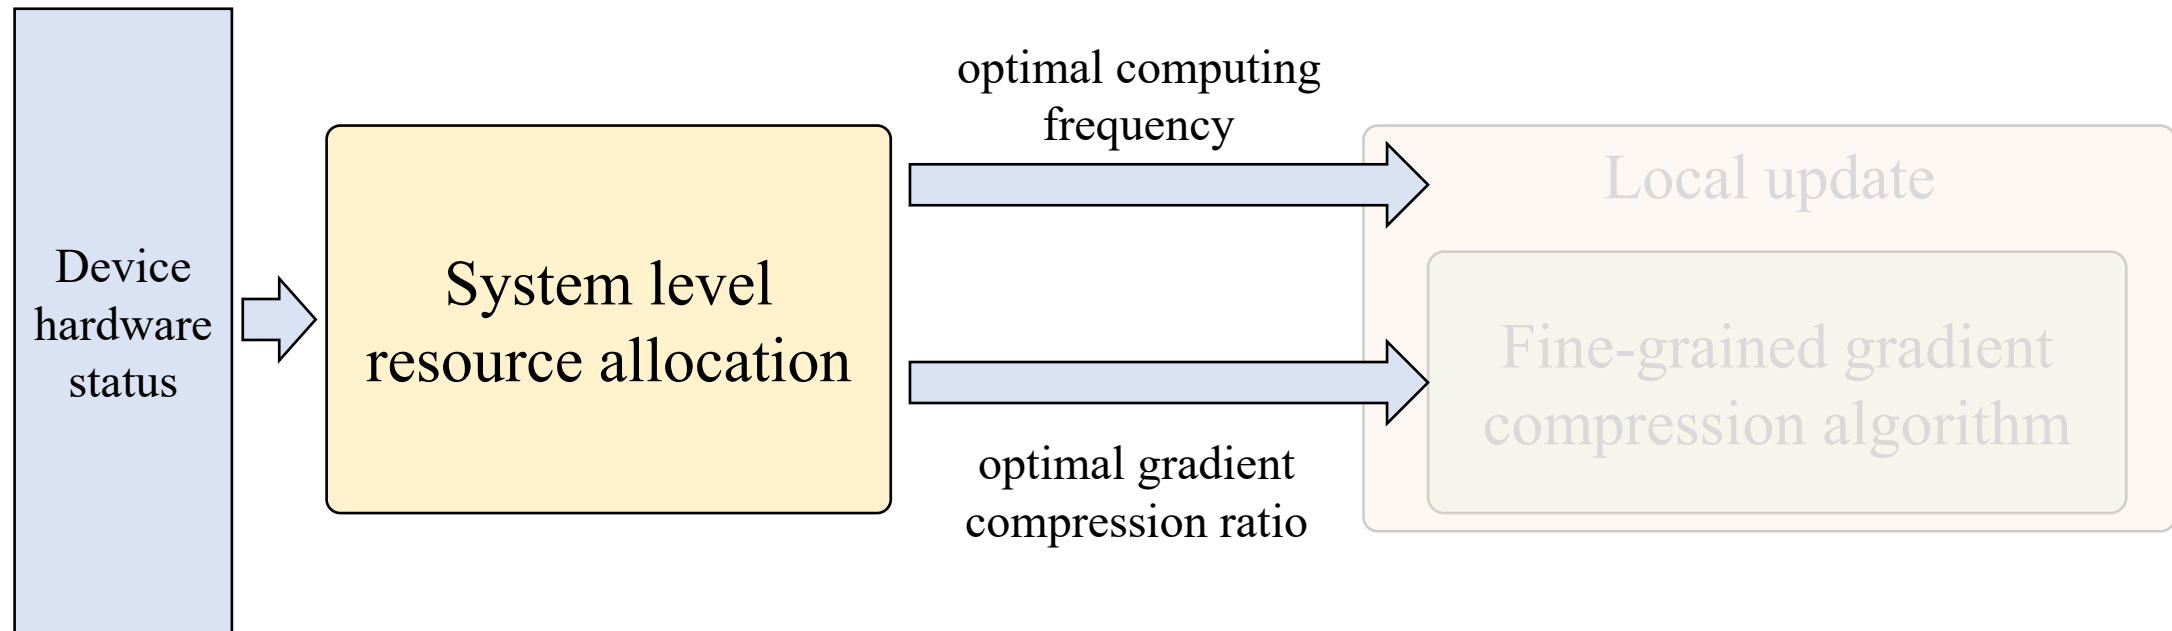 Device
hardware
status
System level
resource allocation
optimal computing
frequency
optimal gradient
compression ratio
Local update
Fine-grained gradient
compression algorithm